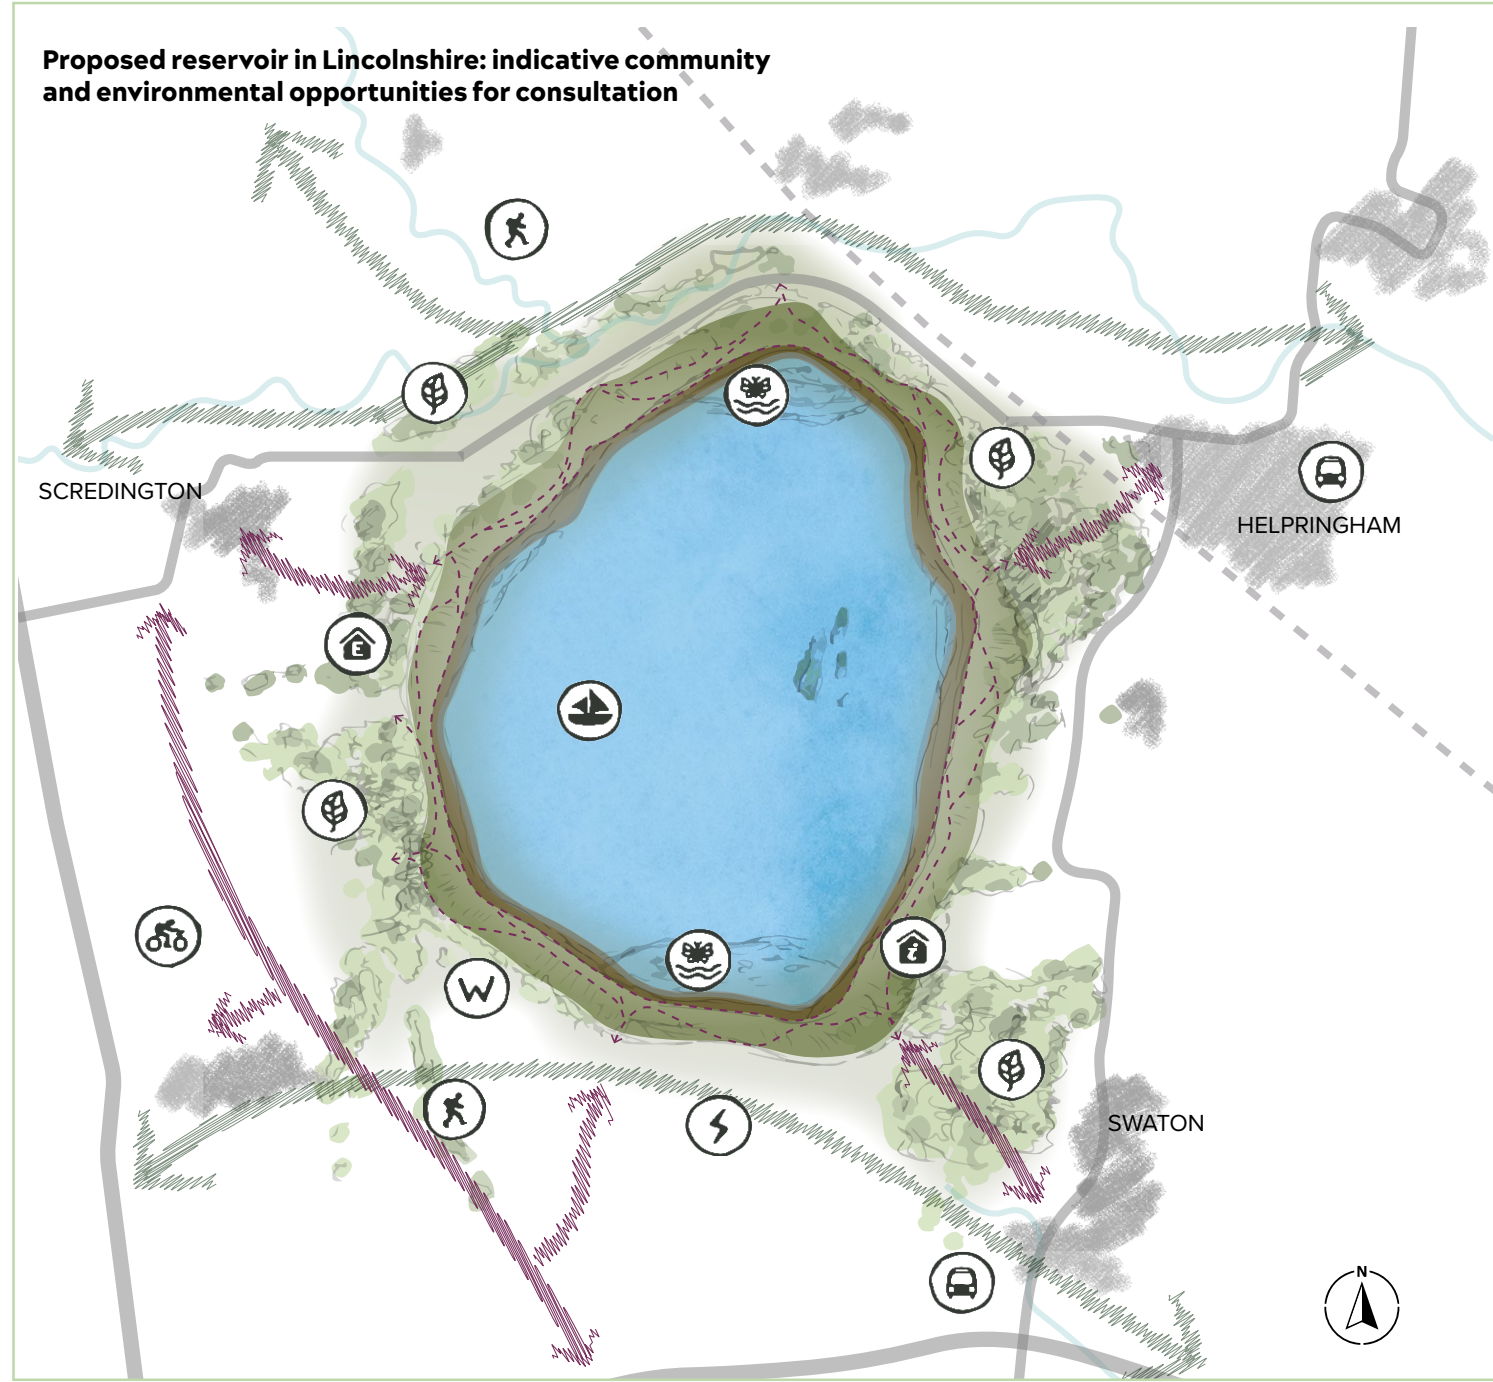 Proposed reservoir in Lincolnshire: indicative community
and environmental opportunities for consultation
SCREDINGTON
HELPRINGHAM
E
W
i
SWATON
N